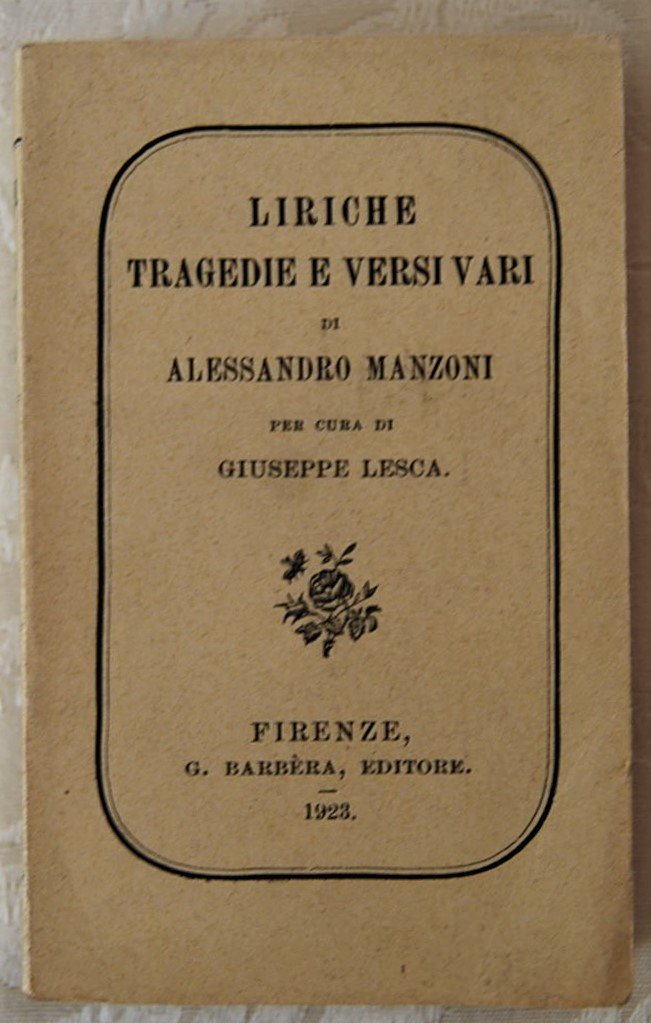 LIRICHE
TRAGEDIE E VERSI VARI
DI
ALESSANDRO MANZONI
PER CURA DI
GIUSEPPE LESCA.
FIRENZE,
G. BARBÈRA, EDITORE.
1923.